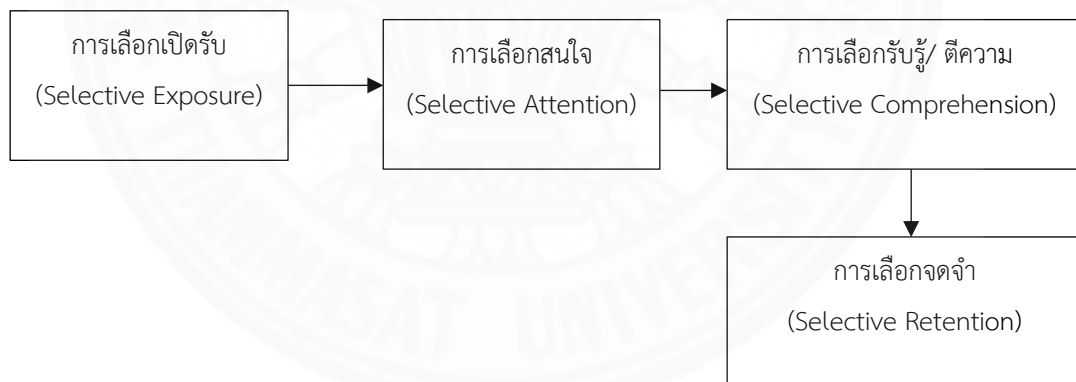 การเลือกเปิดรับ
(Selective Exposure)
การเลือกสนใจ
(Selective Attention)
การเลือกรับรู้/ ตีความ
(Selective Comprehension)
การเลือกจดจำ
(Selective Retention)
THAMMASAT UNIVERSITY